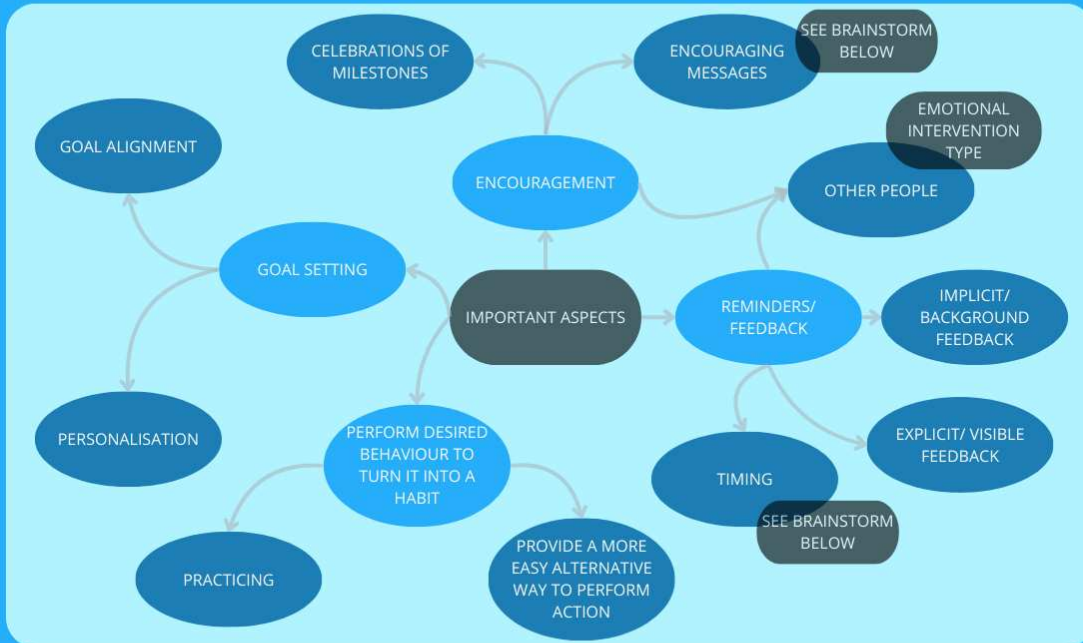 CELEBRATIONS OF
MILESTONES
ENCOURAGING
MESSAGES
SEE BRAINSTORM
BELOW
EMOTIONAL
INTERVENTION
TYPE
GOAL ALIGNMENT
ENCOURAGEMENT
OTHER PEOPLE
GOAL SETTING
IMPORTANT ASPECTS
REMINDERS/
FEEDBACK
IMPLICIT/
BACKGROUND
FEEDBACK
PERSONALISATION
PERFORM DESIRED
BEHAVIOUR TO
TURN IT INTO A
HABIT
EXPLICIT/ VISIBLE
FEEDBACK
TIMING
SEE BRAINSTORM
BELOW
PRACTICING
PROVIDE A MORE
EASY ALTERNATIVE
WAY TO PERFORM
ACTION